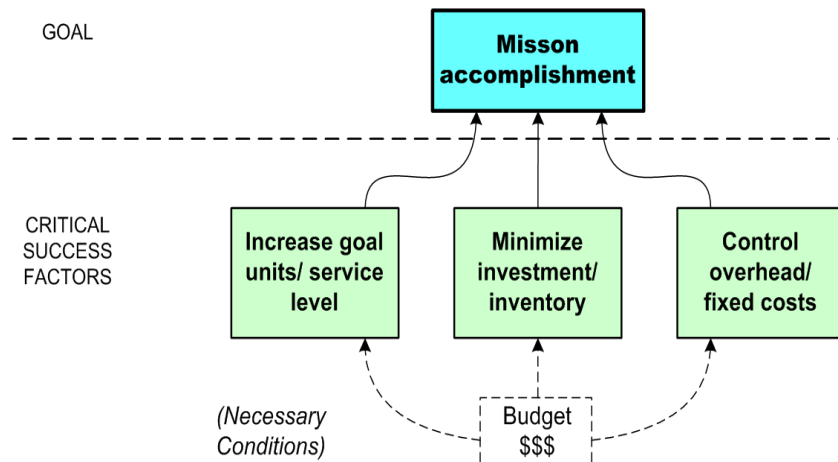 GOAL
Misson
accomplishment
CRITICAL
SUCCESS
FACTORS
Increase goal
units/ service
level
Minimize
investment/
inventory
Control
overhead/
fixed costs
(Necessary
Conditions)
Budget
$$$